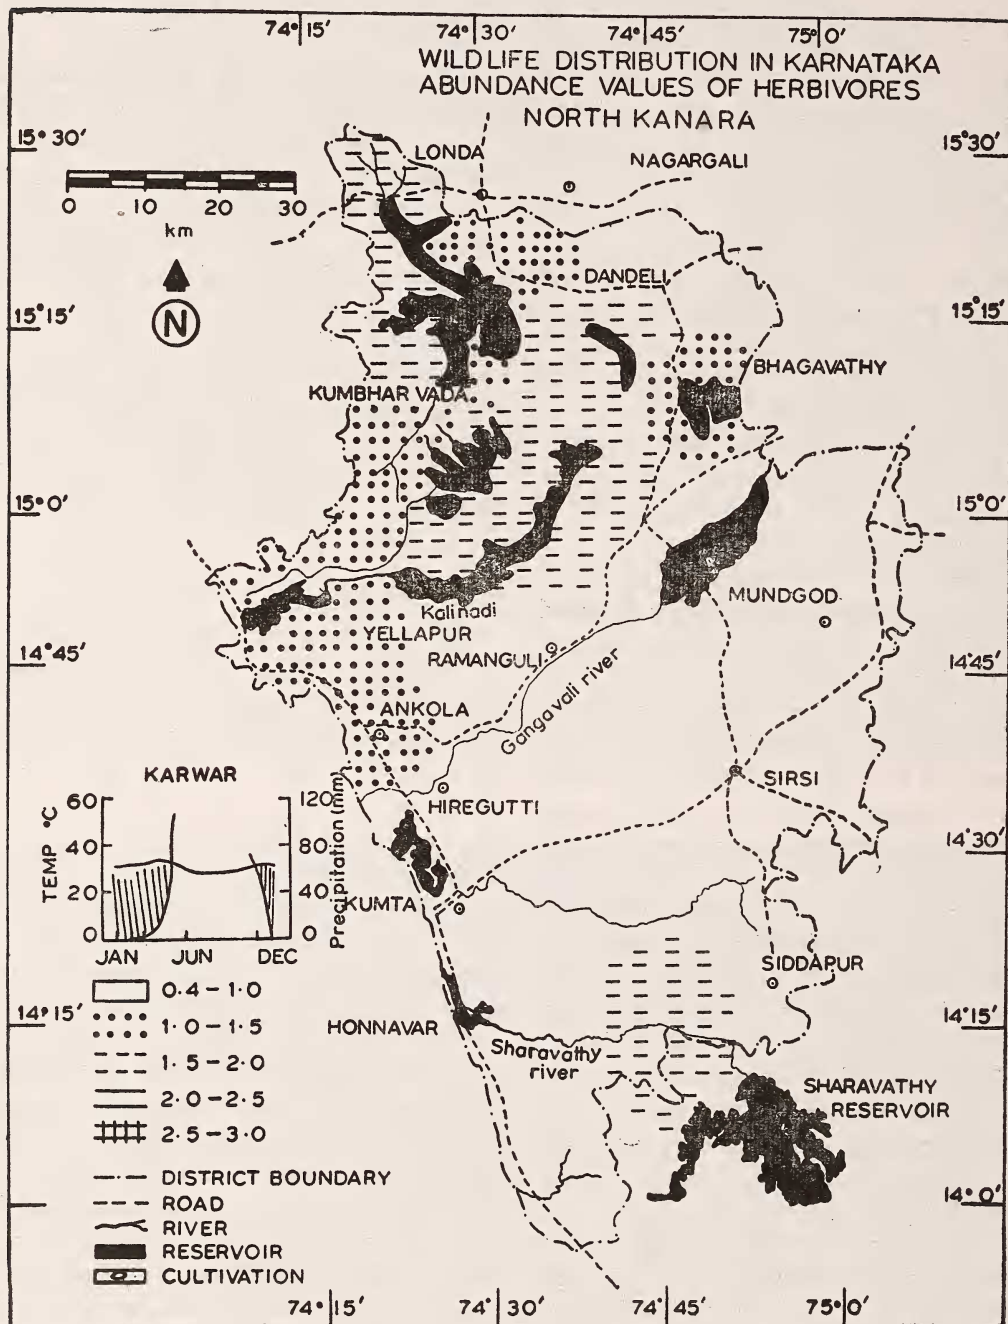 74°15′ 74°30′ 74°45′ 75°0′
WILDLIFE DISTRIBUTION IN KARNATAKA
ABUNDANCE VALUES OF HERBIVORES
NORTH KANARA
15°30′ 15°30′
LONDA NAGARGALI
0 10 20 30
km
N
DANDELI
15°15′ 15°15′
BHAGAVATHY
KUMBHAR VADA
15°0′ 15°0′
MUNDGOD
Kalinadi
YELLAPUR
RAMANGULI
14°45′ 14°45′
Gangavali river
ANKOLA
KARWAR
SIRSI
HIREGUTTI
60 120
TEMP °C
40 80
20 40
0 0
Precipitation (mm)
JAN JUN DEC
14°30′
KUMTA
SIDDAPUR
0.4-1.0
14°15′ 14°15′
HONNAVAR
1.0-1.5
Sharavathy
river
1.5-2.0
SHARAVATHY
RESERVOIR
2.0-2.5
2.5-3.0
DISTRICT BOUNDARY
ROAD
14°0′
RIVER
RESERVOIR
CULTIVATION
74°15′ 74°30′ 74°45′ 75°0′